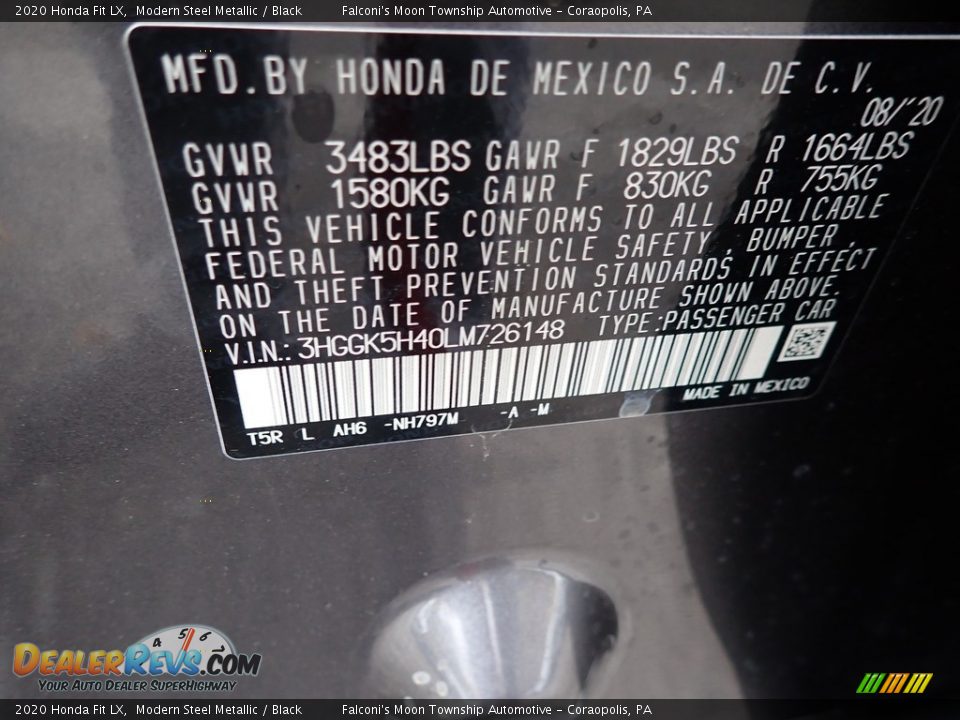 2020 Honda Fit LX, Modern Steel Metallic / Black Falconi's Moon Township Automotive - Coraopolis, PA
MFD. BY HONDA DE MEXICO S.A. DE C.V.
08/'20
GVWR 3483LBS GAWR F 1829LBS R 1664LBS
GVWR 1580KG GAWR F 830KG R 755KG
THIS VEHICLE CONFORMS TO ALL APPLICABLE
FEDERAL MOTOR VEHICLE SAFETY, BUMPER,
AND THEFT PREVENTION STANDARDS IN EFFECT
ON THE DATE OF MANUFACTURE SHOWN ABOVE.
V.I.N.: 3HGGK5H40LM726148 TYPE:PASSENGER CAR
MADE IN MEXICO
T5R L AH6 -NH797M -A -M
4 5 6
DEALERREVS.COM
YOUR AUTO DEALER SUPERHIGHWAY
2020 Honda Fit LX, Modern Steel Metallic / Black Falconi's Moon Township Automotive - Coraopolis, PA